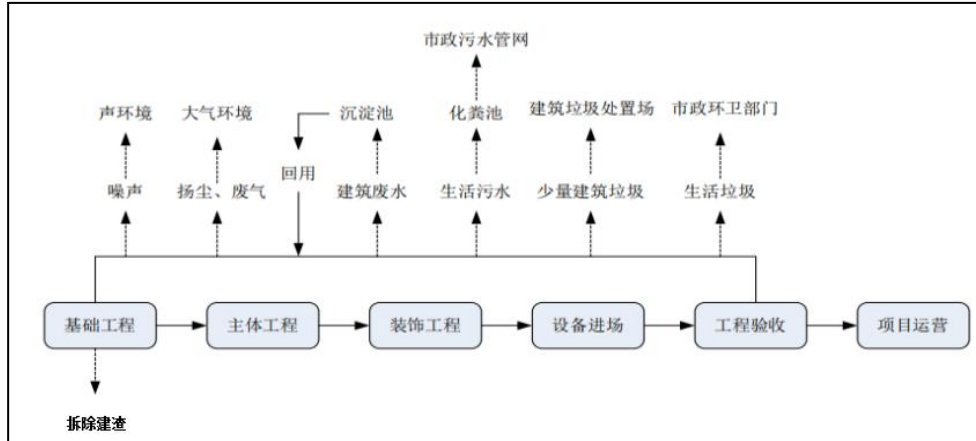 市政污水管网
声环境 大气环境 沉淀池 化粪池 建筑垃圾处置场 市政环卫部门
回用
噪声 扬尘、废气 建筑废水 生活污水 少量建筑垃圾 生活垃圾
基础工程 主体工程 装饰工程 设备进场 工程验收 项目运营
拆除建渣